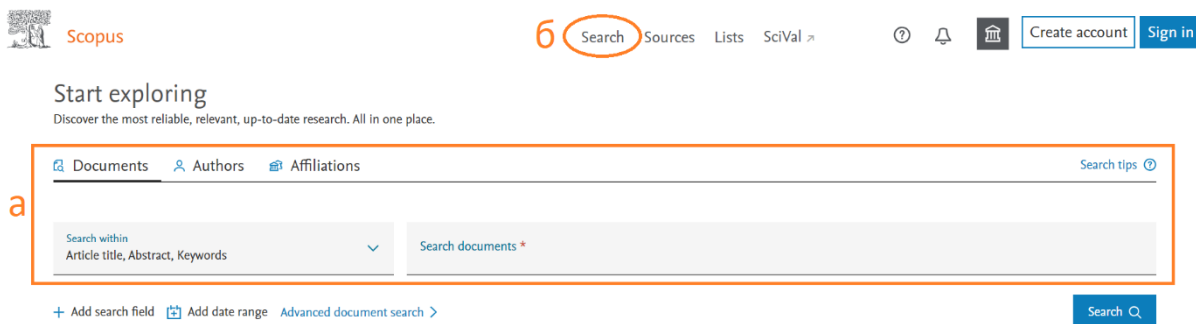 Scopus
б Search Sources Lists SciVal Create account Sign in
Start exploring
Discover the most reliable, relevant, up-to-date research. All in one place.
Documents Authors Affiliations Search tips
а
Search within
Article title, Abstract, Keywords
Search documents *
+ Add search field Add date range Advanced document search >
Search